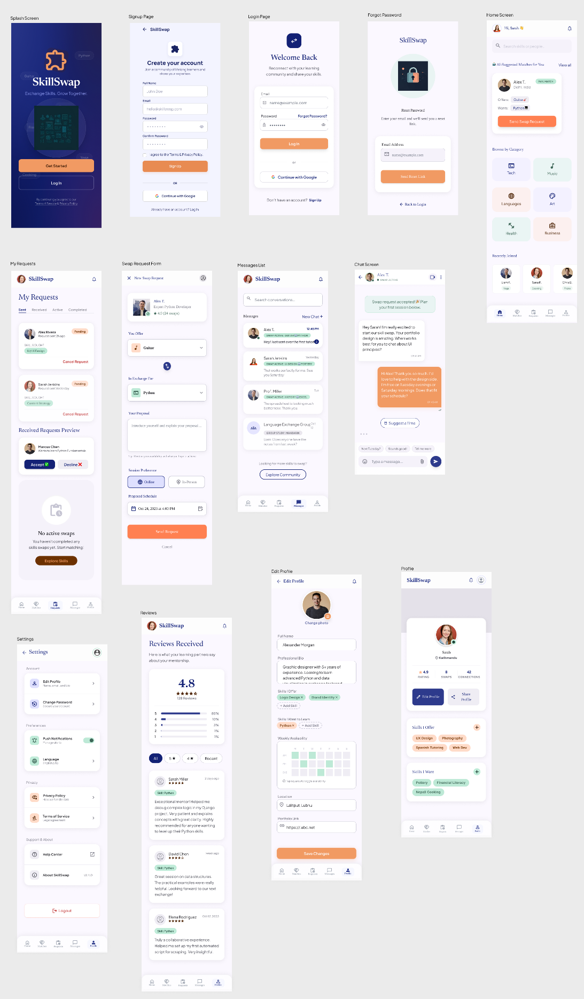 Splash Screen
Python
Guitar
SkillSwap
Exchange Skills. Grow Together.
Yoga
Get Started
Cooking
Log In
By continuing you agree to our
Terms of Service & Privacy Policy
Signup Page
SkillSwap
Create your account
Join a community of lifelong learners and
share your expertise.
Full Name
John Doe
Email
hello@skillswap.com
Password
Confirm Password
I agree to the Terms & Privacy Policy.
Sign Up
OR
Continue with Google
Already have an account? Log In
Login Page
Welcome Back
Reconnect with your learning
community and share your skills.
Email
name@example.com
Password Forgot Password?
Log In
or
Continue with Google
Don't have an account? Sign Up
Forgot Password
SkillSwap
Reset Password
Enter your email and we'll send you a reset
link.
Email Address
name@example.com
Send Reset Link
Back to Login
Home Screen
Hi, Sarah 👋
Search skills or people...
🤖 AI-Suggested Matches for You View all
Alex T. 94% MATCH
Delhi, India
Offers: Guitar 🎸
Wants: Python 💻
Send Swap Request
Browse by Category
Tech
Music
Languages
Art
Health
Business
Recently Joined
Liam K.
Yoga
Sana P.
Cooking
Chris B.
Photo
Home Matches Requests Messages Profile
My Requests
SkillSwap
My Requests
Sent Received Active Completed
Alex Rivera Pending
Request sent 2h ago
SKILL SOUGHT
UI/UX Design
Cancel Request
Sarah Jenkins Pending
Request sent Yesterday
SKILL SOUGHT
Content Strategy
Cancel Request
Received Requests Preview
Marcus Chen
Wants to learn Python Fundamentals
Accept ✅ Decline ❌
No active swaps
You haven't completed any
skills swaps yet. Start matching!
Explore Skills
Home Matches Requests Messages Profile
Swap Request Form
New Swap Request
Alex T.
Expert Python Developer
★ 4.9 (24 swaps)
You Offer
Guitar
In Exchange For
Python
Your Proposal
Introduce yourself and explain your proposal...
Tip: Mention your availability and what you hope to achieve
Session Preference
Online In-Person
Proposed Schedule
Oct 24, 2023 at 4:00 PM
Send Request
Cancel
Messages List
SkillSwap
Search conversations...
Messages New Chat +
Alex T. 12:45 PM
SWAP ACTIVE: GUITAR PYTHON
Hey! Just sent over the first tutor 2
Sarah Jenkins Yesterday
SWAP ACTIVE: UI DESIGN POTTERY
That works perfectly for me. See
you Saturday!
Prof. Miller Tue
SWAP ACTIVE: HISTORY EXCEL
The spreadsheet is looking much
better now. Thank you.
Language Exchange Group Oct
12
GROUP STUDY: MANDARIN
Liam: Does anyone have the
notes from last week?
Looking for more skills to swap?
Explore Community
Home Matches Requests Messages Profile
Chat Screen
Alex T.
SWAP ACTIVE
Swap request accepted! 🎉 Plan
your first session below.
Hey Sarah! I'm really excited to
start our skill swap. Your portfolio
design is amazing. When works
best for you to chat about UI
principles?
09:41 AM
Hi Alex! Thank you so much. I'd
love to help with the design side.
I'm free on Tuesday evenings or
Saturday mornings. Does that fit
your schedule?
Suggest a Time
Next Tuesday? Sounds good! Tell me more
Type a message...
Settings
Settings
Account
Edit Profile
Name, email, and bio
Change Password
Secure your account
Preferences
Push Notifications
Manage alerts
Language
English (US)
Privacy
Privacy Policy
How we handle data
Terms of Service
Legal agreement
Support & About
Help Center
About SkillSwap v2.4.0
Logout
Home Matches Requests Messages Profile
Reviews
SkillSwap
Reviews Received
Here is what your learning partners say
about your mentorship.
4.8
128 Reviews
5 85%
4 10%
3 3%
2 1%
1 1%
All 5 ★ 4 ★ Recent
Sarah Miller 2 days ago
Skill: Python
Exceptional mentor! Helped me
debug complex logic in my Django
project. Very patient and explains
concepts with great clarity. Highly
recommended for anyone wanting
to level up their Python skills.
David Chen 1 week ago
Skill: Python
Great session on data structures.
The practical examples were really
helpful. Looking forward to our next
exchange!
Elena Rodriguez Oct 12, 2023
Skill: Python
Truly a collaborative experience.
Helped me set up my first automated
script for scraping. Very insightful.
Home Matches Requests Messages Profile
Edit Profile
Edit Profile
Change photo
Full Name
Alexander Morgan
Professional Bio
Graphic designer with 5+ years of
experience. Looking to learn
advanced Python and data
Skills I Offer
Logo Design × Brand Identity ×
+ Add Skill
Skills I Want to Learn
Python × + Add Skill
Weekly Availability
M T W T F S S
AM
PM
EVE
Tap squares to toggle availability
Location
Lalitput, Lubhu
Portfolio Link
https://.abc.net
Save Changes
Home Matches Requests Messages Profile
Profile
SkillSwap
Sarah
Kathmandu
★ 4.9 8 42
RATING SWAPS CONNECTIONS
Edit Profile
Share
Profile
Skills I Offer
UX Design Photography
Spanish Tutoring Web Dev
Skills I Want
Pottery Financial Literacy
Nepali Cooking
Home Matches Requests Messages Profile